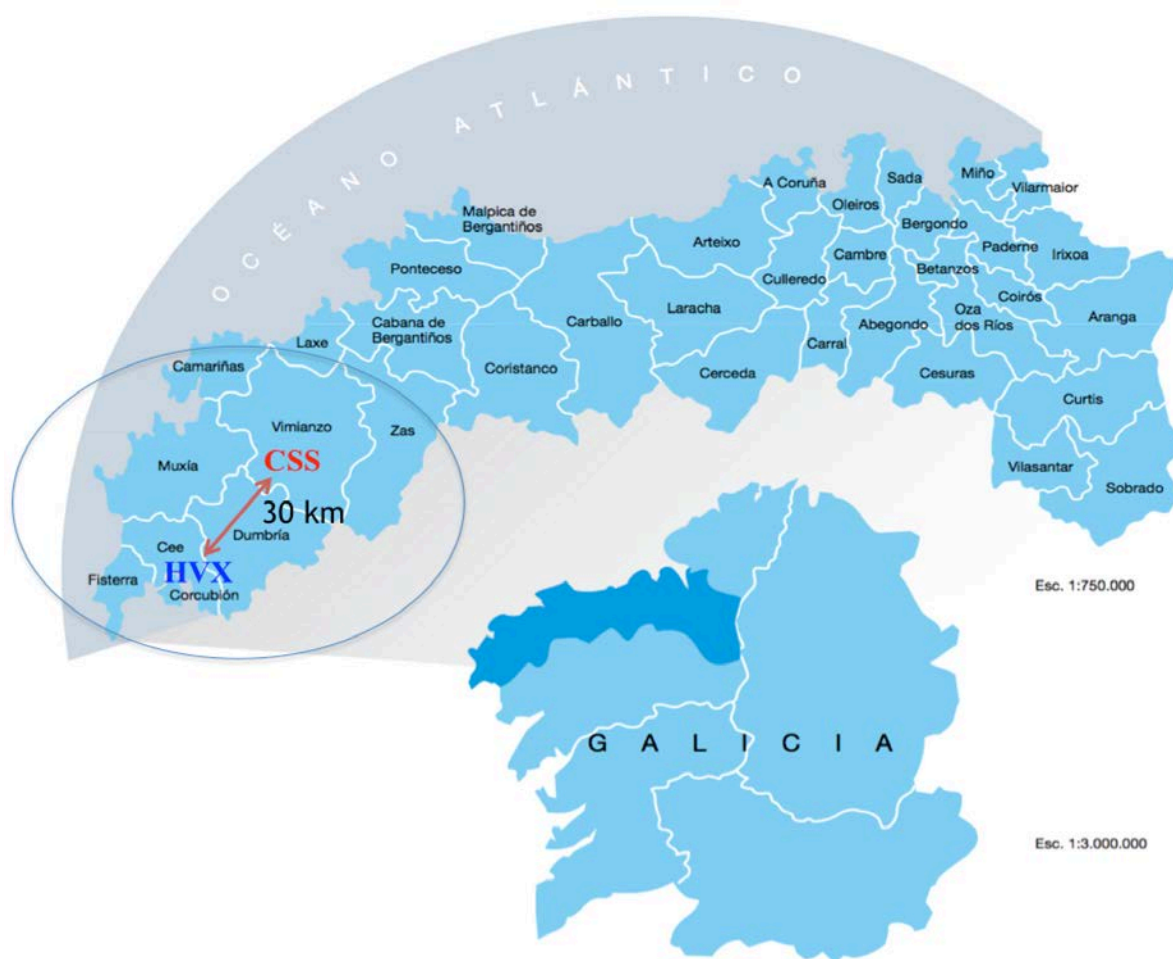 OCÉANO ATLÁNTICO
Malpica de
Bergantiños
A Coruña
Sada
Miño
Vilarmaior
Oleiros
Bergondo
Arteixo
Cambre
Paderne
Irixoa
Ponteceso
Culleredo
Betanzos
Coirós
Laracha
Cabana de
Bergantiños
Carballo
Abegondo
Oza
dos Ríos
Aranga
Laxe
Carral
Camariñas
Coristanco
Cerceda
Cesuras
Curtis
Vimianzo
Zas
Muxía
CSS
Vilasantar
Sobrado
30 km
Dumbría
Cee
Fisterra
HVX
Corcubión
Esc. 1:750.000
GALICIA
Esc. 1:3.000.000